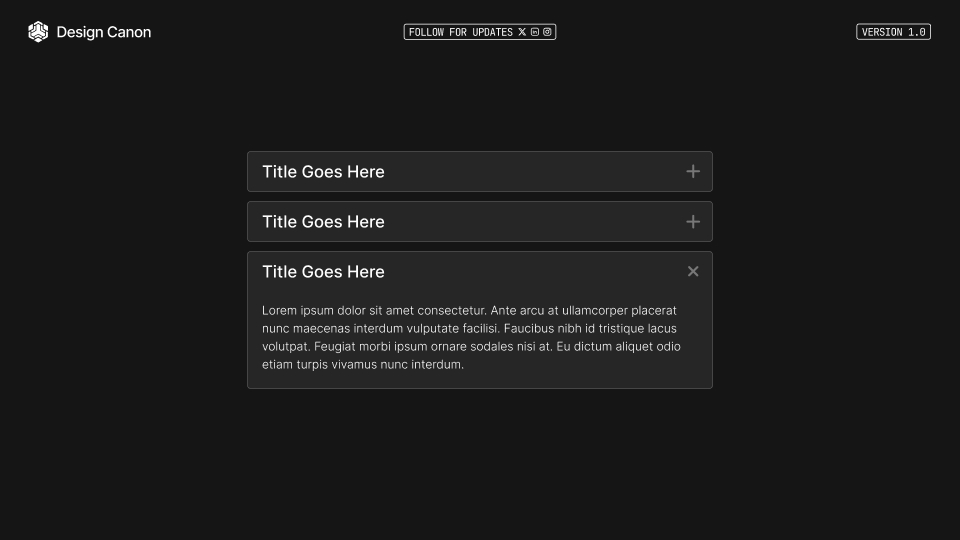 Design Canon
FOLLOW FOR UPDATES
VERSION 1.0
Title Goes Here
Title Goes Here
Title Goes Here
Lorem ipsum dolor sit amet consectetur. Ante arcu at ullamcorper placerat
nunc maecenas interdum vulputate facilisi. Faucibus nibh id tristique lacus
volutpat. Feugiat morbi ipsum ornare sodales nisi at. Eu dictum aliquet odio
etiam turpis vivamus nunc interdum.